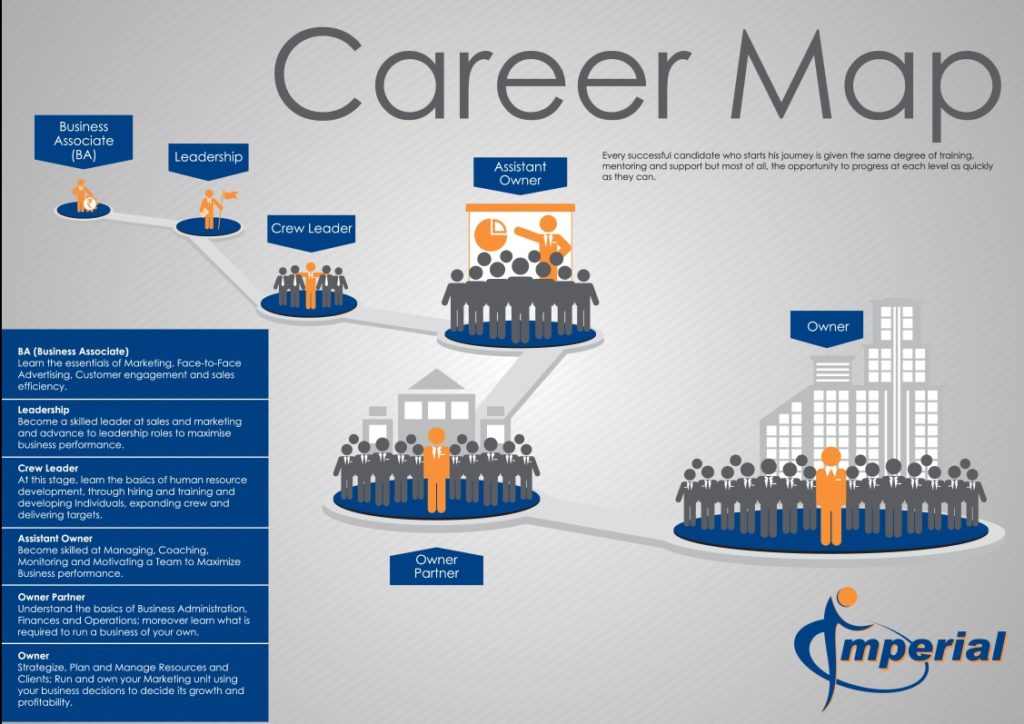 Career Map
Every successful candidate who starts his journey is given the same degree of training,
mentoring and support but most of all, the opportunity to progress at each level as quickly
as they can.
Business
Associate
(BA)
Leadership
Crew Leader
Assistant
Owner
Owner
Owner
Partner
₹
BA (Business Associate)
Learn the essentials of Marketing, Face-to-Face
Advertising, Customer engagement and sales
efficiency.
Leadership
Become a skilled leader at sales and marketing
and advance to leadership roles to maximise
business performance.
Crew Leader
At this stage, learn the basics of human resource
development, through hiring and training and
developing Individuals, expanding crew and
delivering targets.
Assistant Owner
Become skilled at Managing, Coaching,
Monitoring and Motivating a Team to Maximize
Business performance.
Owner Partner
Understand the basics of Business Administration,
Finances and Operations; moreover learn what is
required to run a business of your own.
Owner
Strategize, Plan and Manage Resources and
Clients; Run and own your Marketing unit using
your business decisions to decide its growth and
profitability.
Imperial